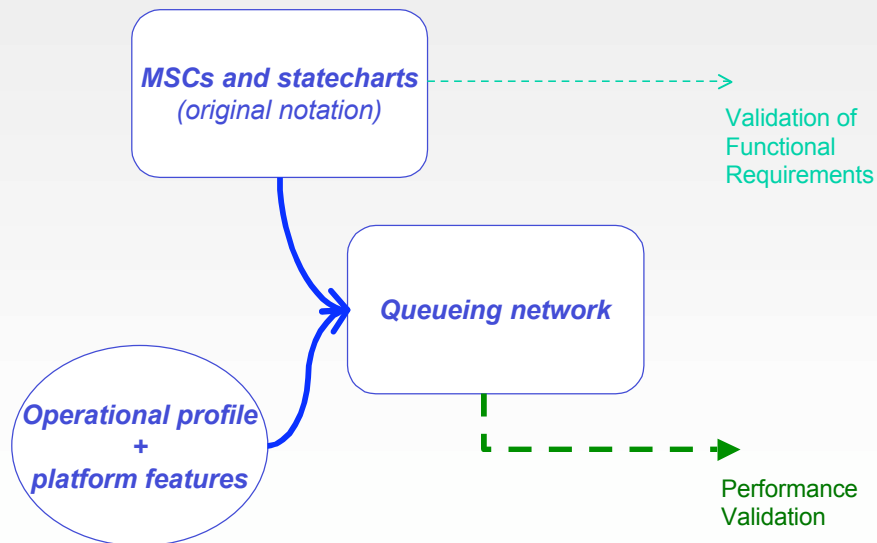 MSCs and statecharts
(original notation)
Validation of
Functional
Requirements
Queueing network
Operational profile
+
platform features
Performance
Validation